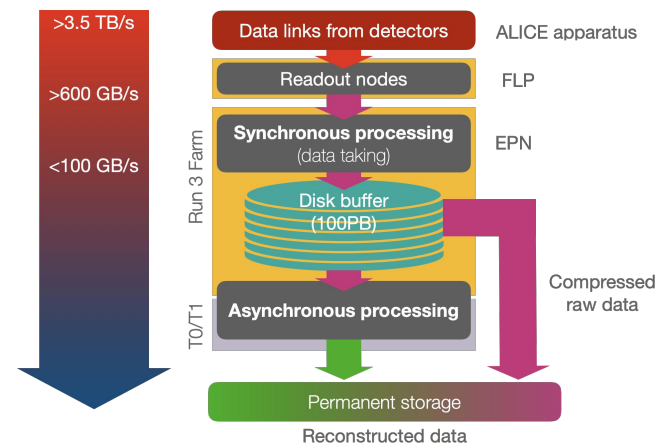 >3.5 TB/s
Data links from detectors
ALICE apparatus
Readout nodes
FLP
>600 GB/s
Synchronous processing
(data taking)
EPN
<100 GB/s
Run 3 Farm
Disk buffer
(100PB)
Compressed
raw data
Asynchronous processing
T0/T1
Permanent storage
Reconstructed data